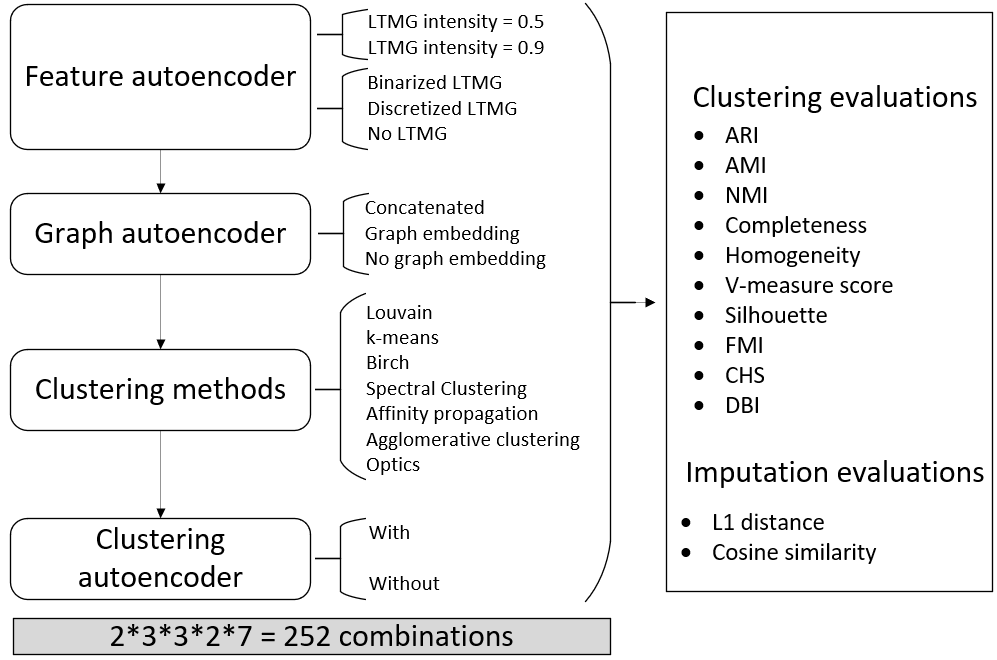 Feature autoencoder
LTMG intensity = 0.5
LTMG intensity = 0.9
Binarized LTMG
Discretized LTMG
No LTMG
Graph autoencoder
Concatenated
Graph embedding
No graph embedding
Clustering methods
Louvain
k-means
Birch
Spectral Clustering
Affinity propagation
Agglomerative clustering
Optics
Clustering
autoencoder
With
Without
2*3*3*2*7 = 252 combinations
Clustering evaluations
• ARI
• AMI
• NMI
• Completeness
• Homogeneity
• V-measure score
• Silhouette
• FMI
• CHS
• DBI
Imputation evaluations
• L1 distance
• Cosine similarity